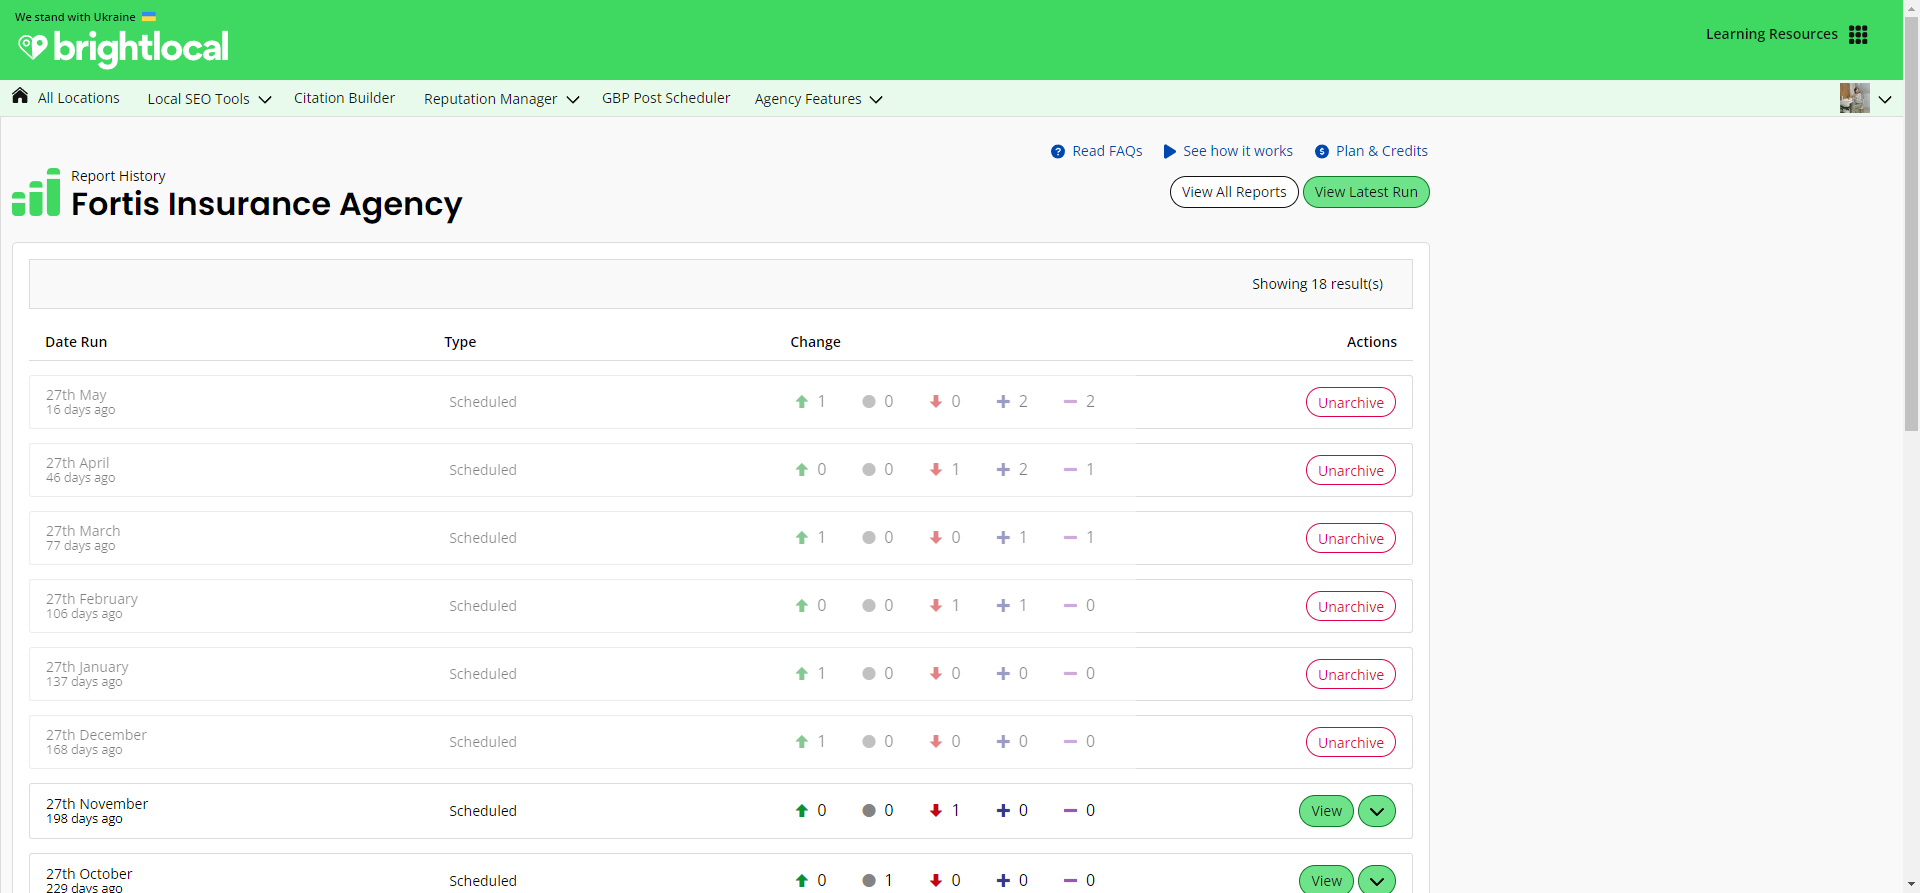 We stand with Ukraine
brightlocal
Learning Resources
All Locations Local SEO Tools Citation Builder Reputation Manager GBP Post Scheduler Agency Features
Read FAQs See how it works Plan & Credits
Report History
Fortis Insurance Agency
View All Reports View Latest Run
Showing 18 result(s)
Date Run Type Change Actions
27th May
16 days ago
Scheduled 1 0 0 2 2 Unarchive
27th April
46 days ago
Scheduled 0 0 1 2 1 Unarchive
27th March
77 days ago
Scheduled 1 0 0 1 1 Unarchive
27th February
106 days ago
Scheduled 0 0 1 1 0 Unarchive
27th January
137 days ago
Scheduled 1 0 0 0 0 Unarchive
27th December
168 days ago
Scheduled 1 0 0 0 0 Unarchive
27th November
198 days ago
Scheduled 0 0 1 0 0 View
27th October
229 days ago
Scheduled 0 1 0 0 0 View